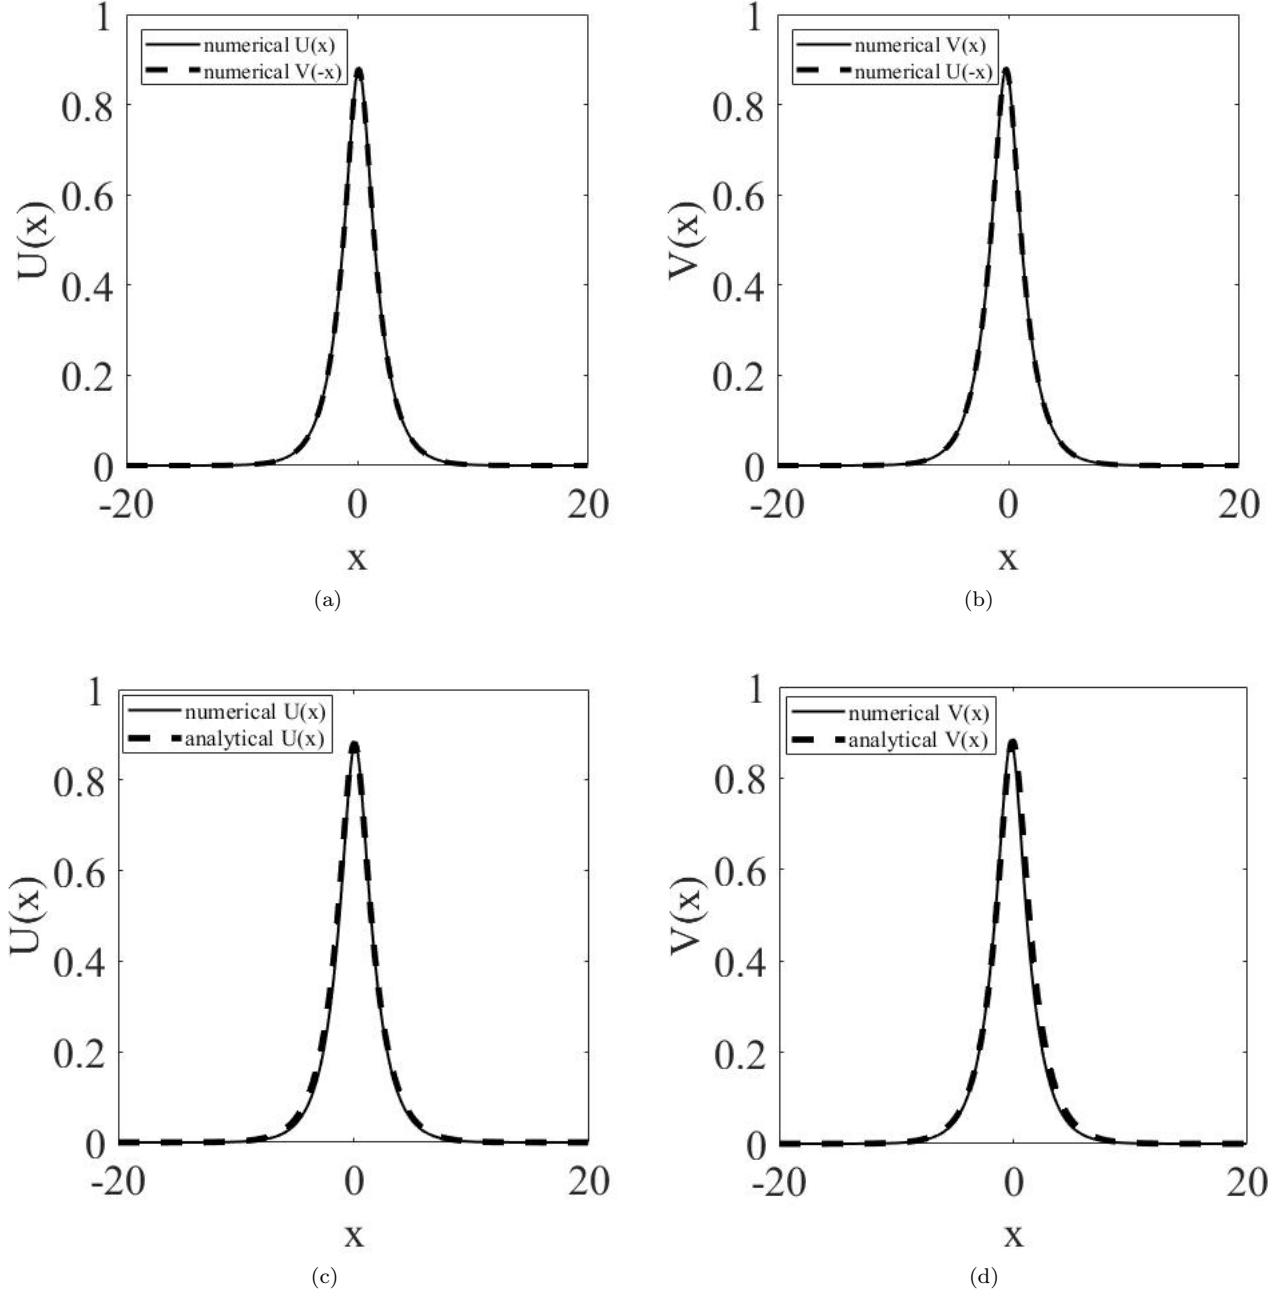 numerical U(x)
numerical V(-x)
U(x)
1
0.8
0.6
0.4
0.2
0
-20
0
20
x
(a)
numerical V(x)
numerical U(-x)
V(x)
1
0.8
0.6
0.4
0.2
0
-20
0
20
x
(b)
numerical U(x)
analytical U(x)
U(x)
1
0.8
0.6
0.4
0.2
0
-20
0
20
x
(c)
numerical V(x)
analytical V(x)
V(x)
1
0.8
0.6
0.4
0.2
0
-20
0
20
x
(d)